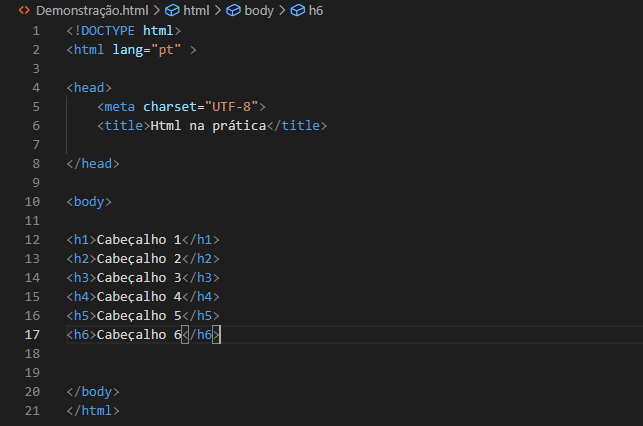 Demonstração.html > html > body > h6
1 <!DOCTYPE html>
2 <html lang="pt" >
3
4 <head>
5     <meta charset="UTF-8">
6     <title>Html na prática</title>
7
8 </head>
9
10 <body>
11
12 <h1>Cabeçalho 1</h1>
13 <h2>Cabeçalho 2</h2>
14 <h3>Cabeçalho 3</h3>
15 <h4>Cabeçalho 4</h4>
16 <h5>Cabeçalho 5</h5>
17 <h6>Cabeçalho 6</h6>
18
19
20 </body>
21 </html>